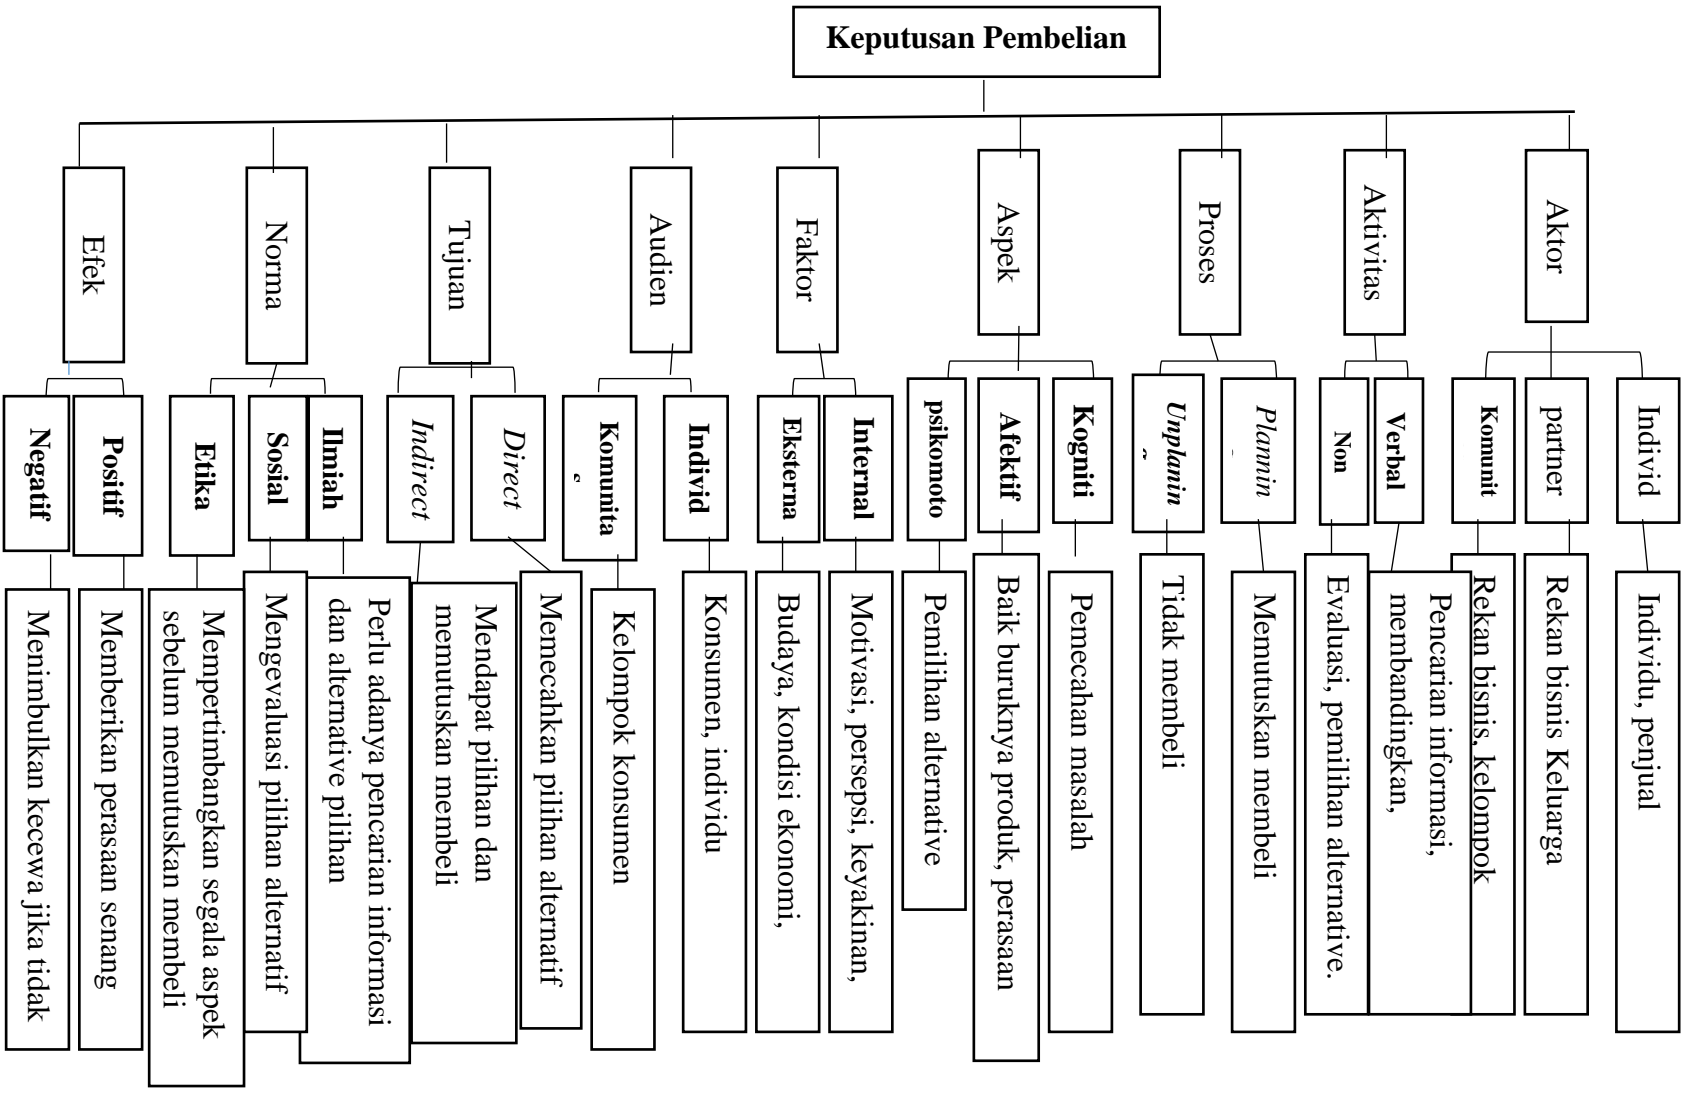 Keputusan Pembelian
Efek
Norma
Tujuan
Audien
Faktor
Aspek
Proses
Aktivitas
Aktor
Negatif
Positif
Etika
Sosial
Ilmiah
Indirect
Direct
Komunita
Individ
Eksterna
Internal
psikomoto
Afektif
Kogniti
Unplanin
Plannin
Non
Verbal
Komunit
partner
Individ
Menimbulkan kecewa jika tidak
Memberikan perasaan senang
Mempertimbangkan segala aspek
sebelum memutuskan membeli
Mengevaluasi pilihan alternatif
Perlu adanya pencarian informasi
dan alternative pilihan
Mendapat pilihan dan
memutuskan membeli
Memecahkan pilihan alternatif
Kelompok konsumen
Konsumen, individu
Budaya, kondisi ekonomi,
Motivasi, persepsi, keyakinan,
Pemilihan alternative
Baik buruknya produk, perasaan
Pemecahan masalah
Tidak membeli
Memutuskan membeli
Evaluasi, pemilihan alternative.
Pencarian informasi,
membandingkan,
Rekan bisnis, kelompok
Rekan bisnis Keluarga
Individu, penjual